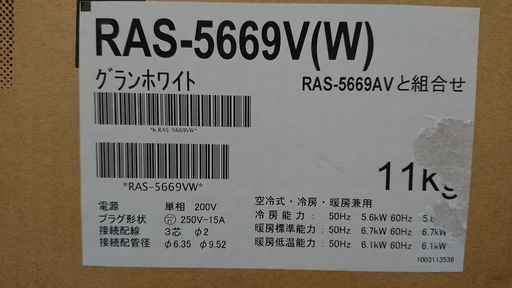 RAS-5669V(W)
グランホワイト
RAS-5669AVと組合せ
*K RAS 5669VW*
*RAS-5669VW*
11Kg
電源 単相 200V
プラグ形状 250V-15A
接続配線 3芯 φ2
接続配管径 φ6.35 φ9.52
空冷式・冷房・暖房兼用
冷房能力: 50Hz 5.6kW 60Hz 5.6
暖房標準能力: 50Hz 6.7kW 60Hz 6.7kW
暖房低温能力: 50Hz 6.1kW 60Hz 6.1kW
1003113538